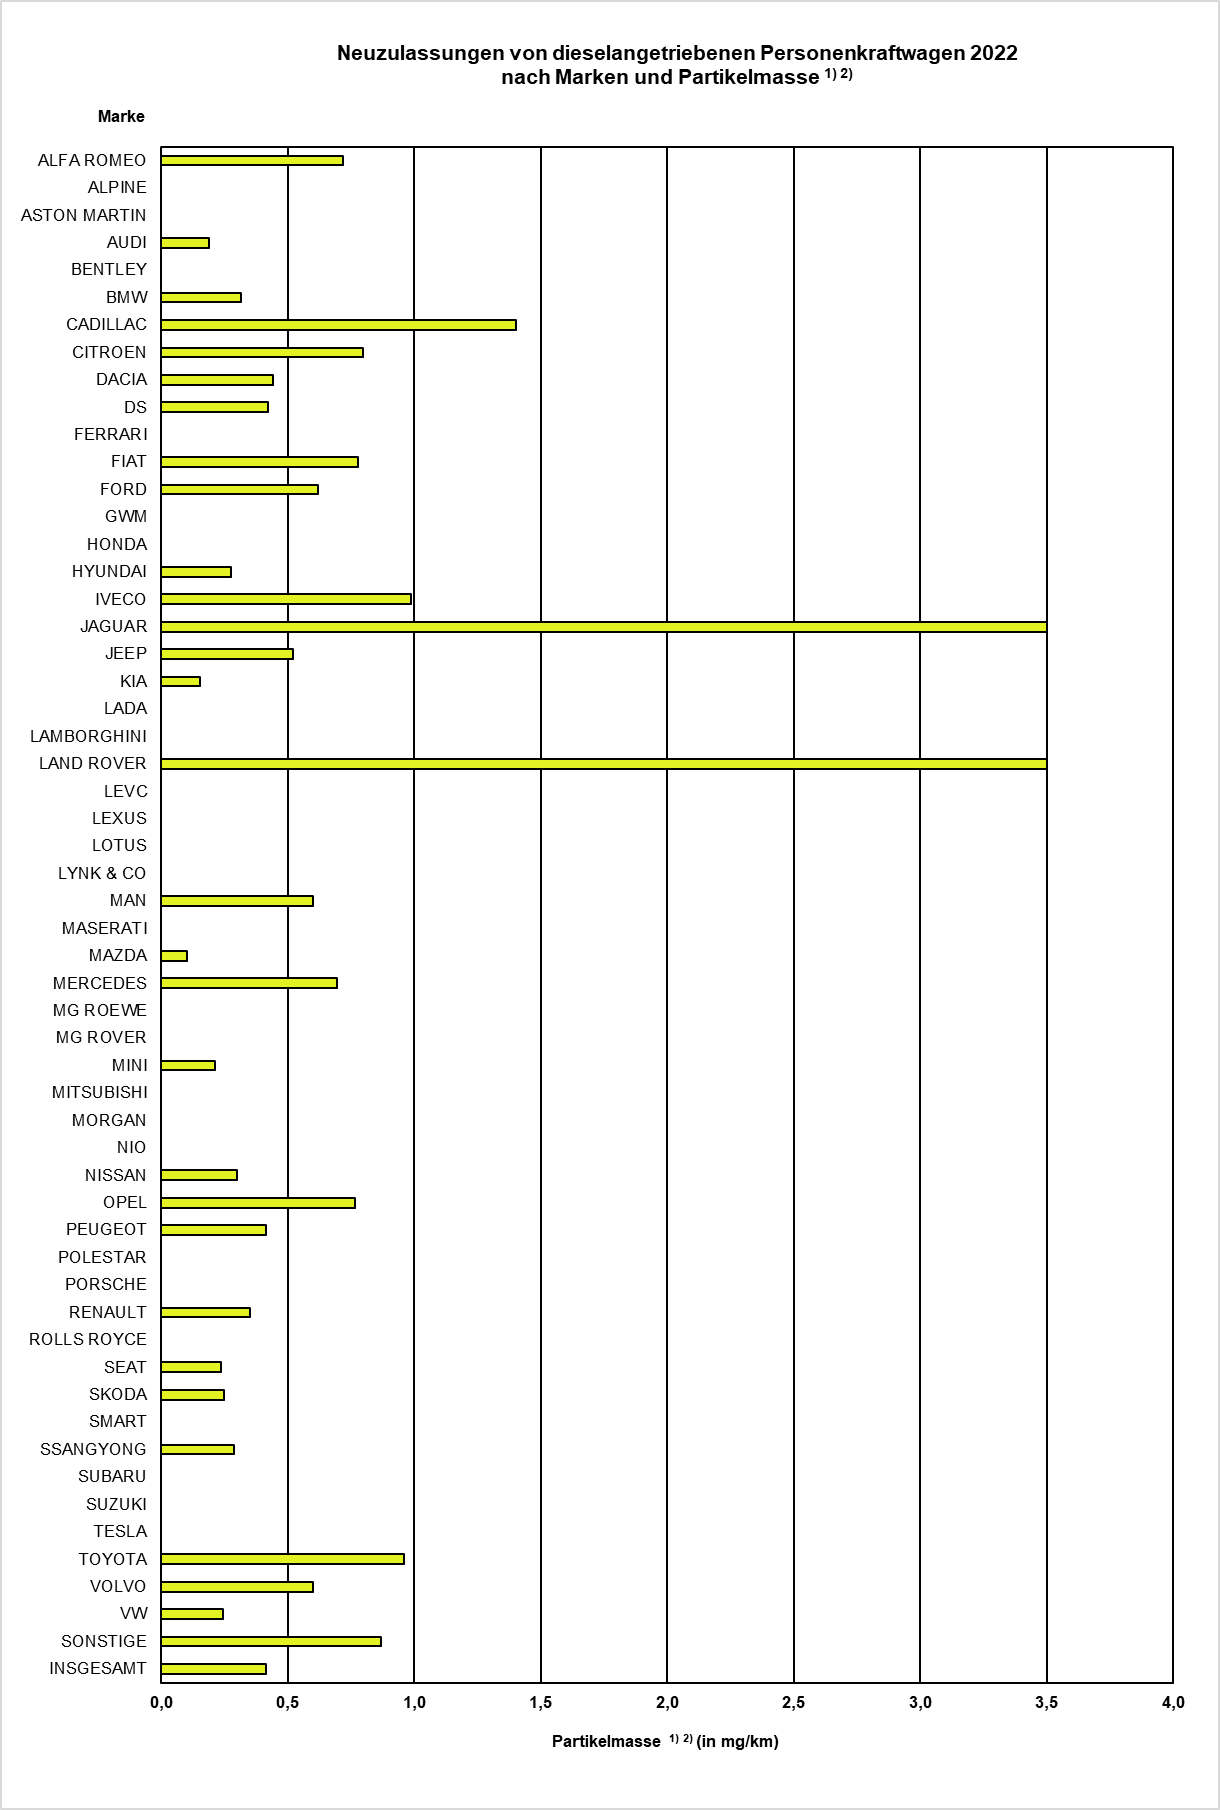 Neuzulassungen von dieselangetriebenen Personenkraftwagen 2022
nach Marken und Partikelmasse 1) 2)
Marke
ALFA ROMEO
ALPINE
ASTON MARTIN
AUDI
BENTLEY
BMW
CADILLAC
CITROEN
DACIA
DS
FERRARI
FIAT
FORD
GWM
HONDA
HYUNDAI
IVECO
JAGUAR
JEEP
KIA
LADA
LAMBORGHINI
LAND ROVER
LEVC
LEXUS
LOTUS
LYNK & CO
MAN
MASERATI
MAZDA
MERCEDES
MG ROEWE
MG ROVER
MINI
MITSUBISHI
MORGAN
NIO
NISSAN
OPEL
PEUGEOT
POLESTAR
PORSCHE
RENAULT
ROLLS ROYCE
SEAT
SKODA
SMART
SSANGYONG
SUBARU
SUZUKI
TESLA
TOYOTA
VOLVO
VW
SONSTIGE
INSGESAMT
0,0 0,5 1,0 1,5 2,0 2,5 3,0 3,5 4,0
Partikelmasse 1) 2) (in mg/km)